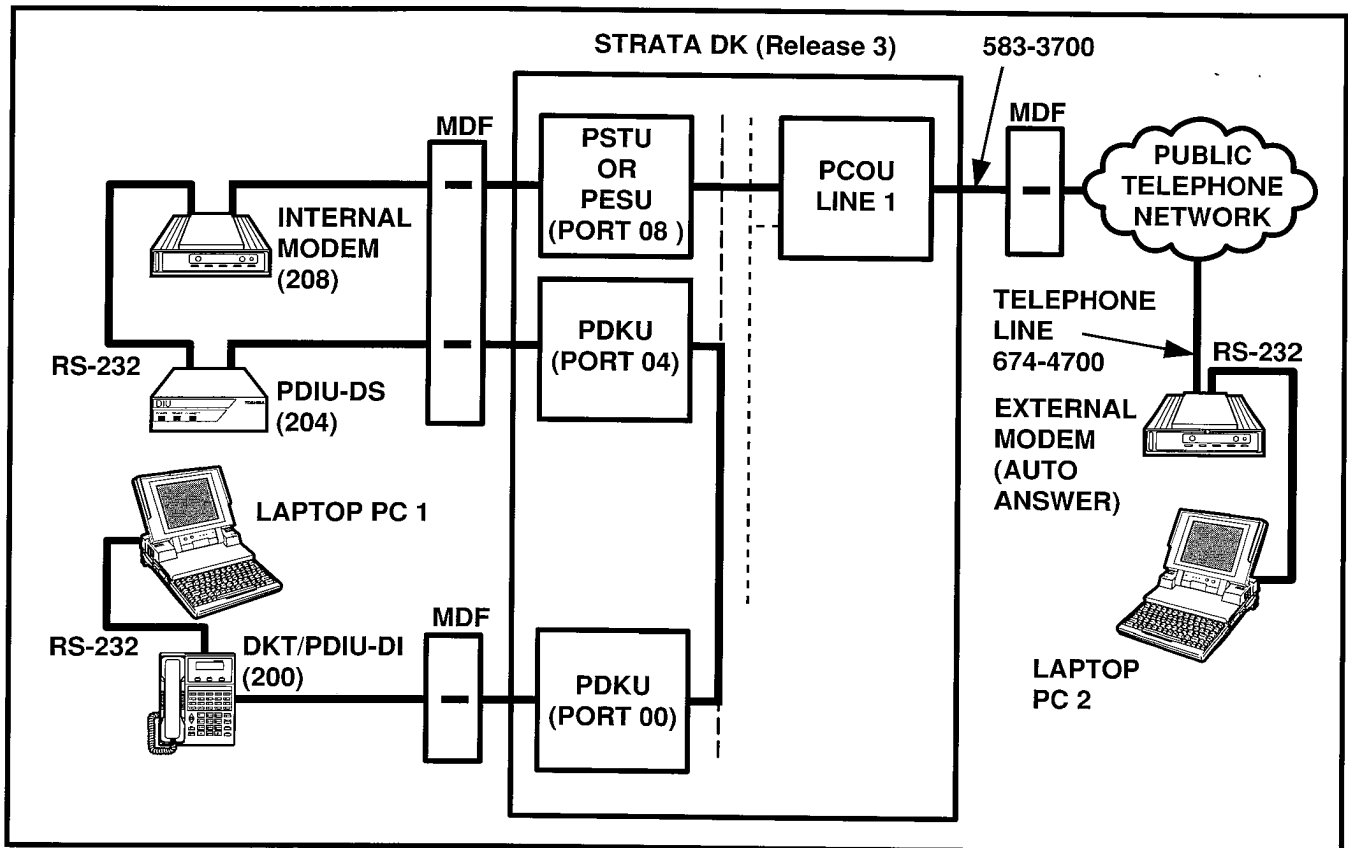 STRATA DK (Release 3)
583-3700
MDF
PSTU
OR
PESU
(PORT 08 )
PCOU
LINE 1
MDF
PUBLIC
TELEPHONE
NETWORK
INTERNAL
MODEM
(208)
PDKU
(PORT 04)
TELEPHONE
LINE
674-4700
RS-232
RS-232
PDIU-DS
(204)
DIU
EXTERNAL
MODEM
(AUTO
ANSWER)
LAPTOP PC 1
MDF
RS-232
DKT/PDIU-DI
(200)
PDKU
(PORT 00)
LAPTOP
PC 2